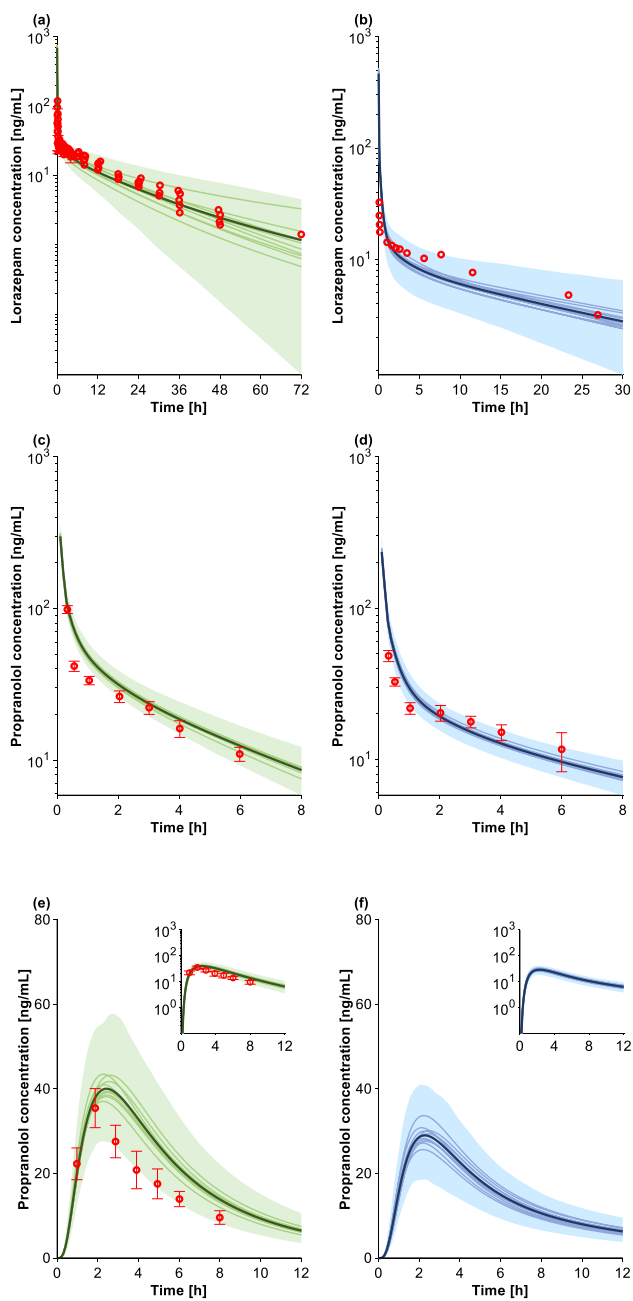 (a)
(b)
Lorazepam concentration [ng/mL]
10³
10²
10¹
0 12 24 36 48 60 72
Time [h]
Lorazepam concentration [ng/mL]
10³
10²
10¹
0 5 10 15 20 25 30
Time [h]
(c)
(d)
Propranolol concentration [ng/mL]
10³
10²
10¹
0 2 4 6 8
Time [h]
Propranolol concentration [ng/mL]
10³
10²
10¹
0 2 4 6 8
Time [h]
(e)
(f)
Propranolol concentration [ng/mL]
80
60
40
20
0
0 2 4 6 8 10 12
Time [h]
10³
10²
10¹
10⁰
0 4 8 12
Propranolol concentration [ng/mL]
80
60
40
20
0
0 2 4 6 8 10 12
Time [h]
10³
10²
10¹
10⁰
0 4 8 12